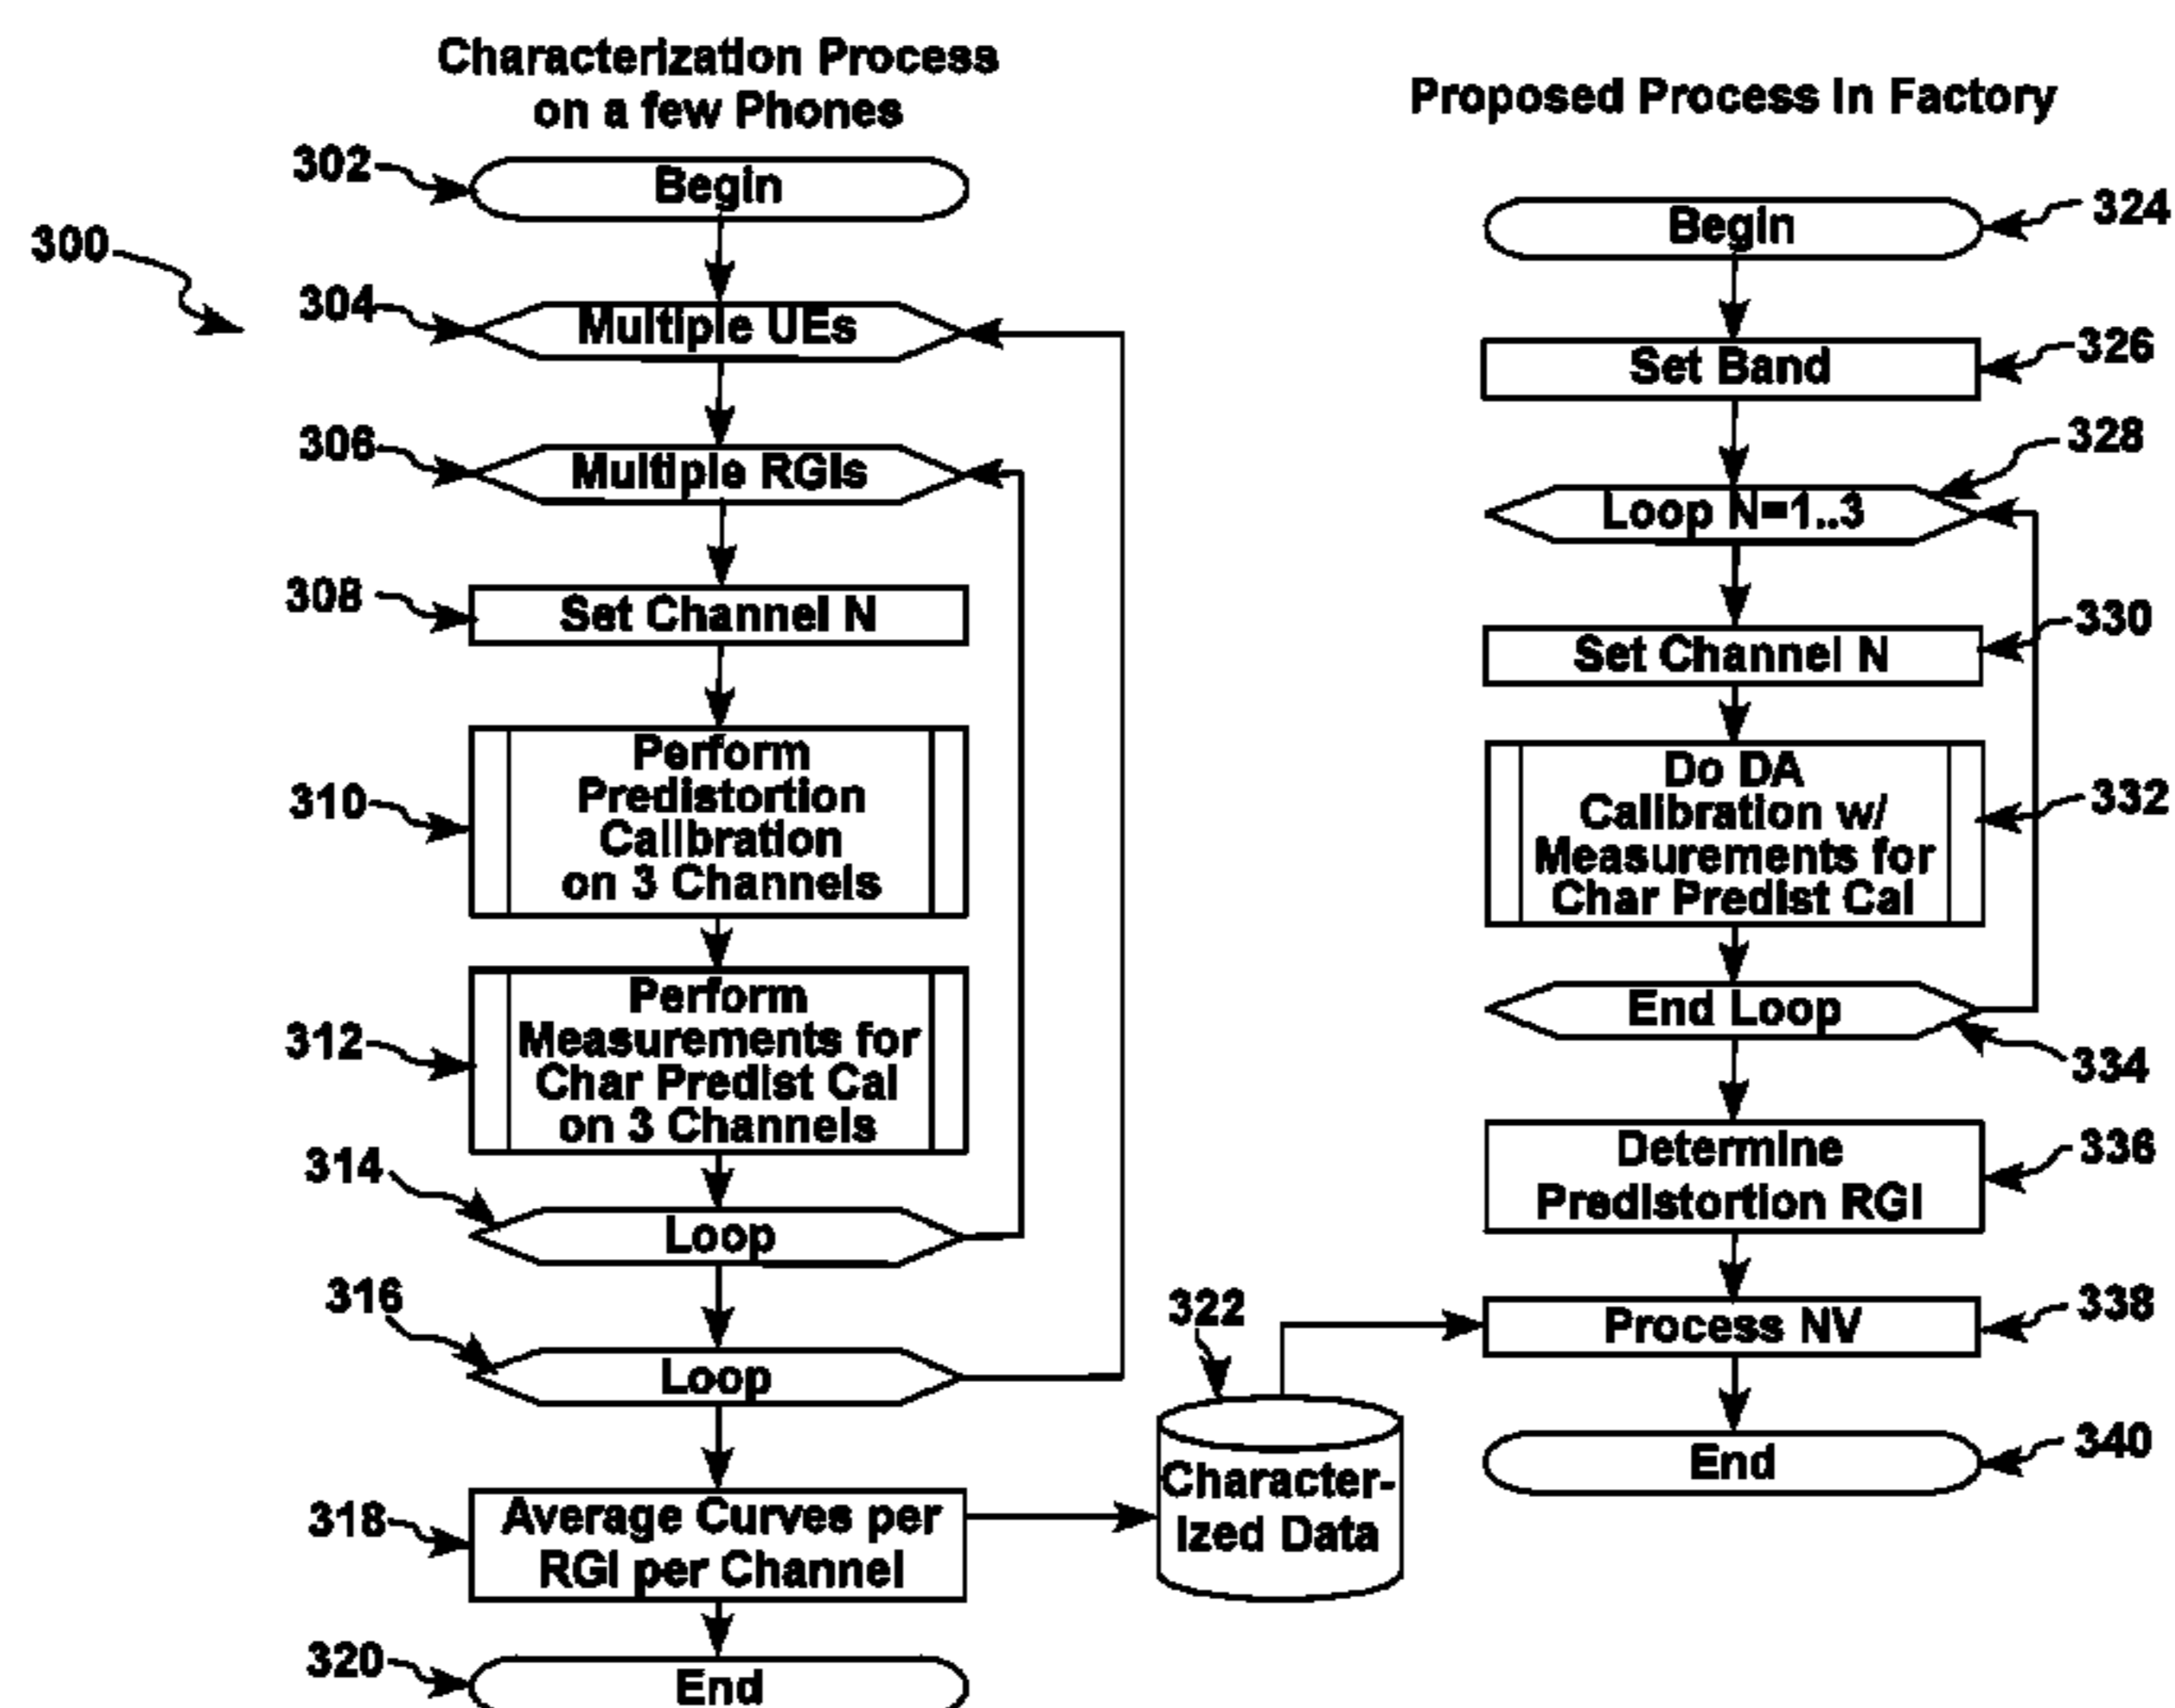 Characterization Process
on a few Phones
302
Begin
300
304
Multiple UEs
306
Multiple RGIs
308
Set Channel N
310
Perform
Predistortion
Calibration
on 3 Channels
312
Perform
Measurements for
Char Predist Cal
on 3 Channels
314
Loop
316
Loop
318
Average Curves per
RGI per Channel
320
End
322
Character-
ized Data
Proposed Process In Factory
Begin
324
Set Band
326
328
Loop N=1..3
Set Channel N
330
Do DA
Calibration w/
Measurements for
Char Predist Cal
332
End Loop
334
Determine
Predistortion RGI
336
Process NV
338
End
340